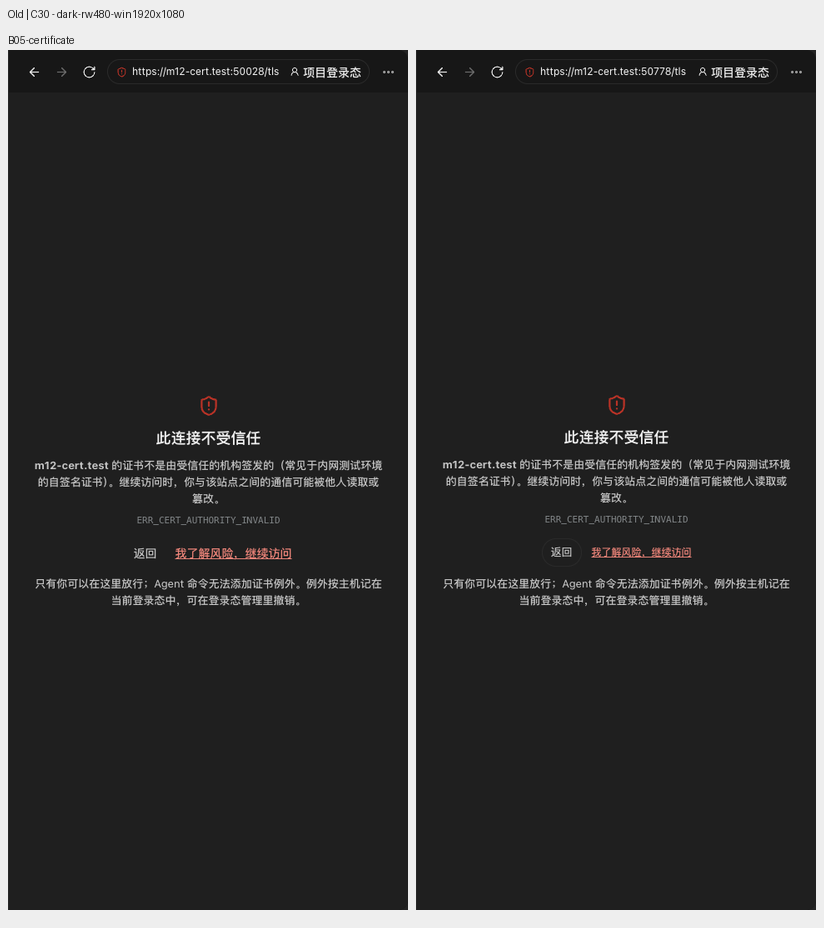 Old | C30 - dark-rw480-win1920x1080
B05-certificate
https://m12-cert.test:50028/tls 项目登录态
此连接不受信任
m12-cert.test 的证书不是由受信任的机构签发的（常见于内网测试环境
的自签名证书）。继续访问时，你与该站点之间的通信可能被他人读取或
篡改。
ERR_CERT_AUTHORITY_INVALID
返回 我了解风险，继续访问
只有你可以在这里放行；Agent 命令无法添加证书例外。例外按主机记在
当前登录态中，可在登录态管理里撤销。
https://m12-cert.test:50778/tls 项目登录态
此连接不受信任
m12-cert.test 的证书不是由受信任的机构签发的（常见于内网测试环境
的自签名证书）。继续访问时，你与该站点之间的通信可能被他人读取或
篡改。
ERR_CERT_AUTHORITY_INVALID
返回 我了解风险，继续访问
只有你可以在这里放行；Agent 命令无法添加证书例外。例外按主机记在
当前登录态中，可在登录态管理里撤销。